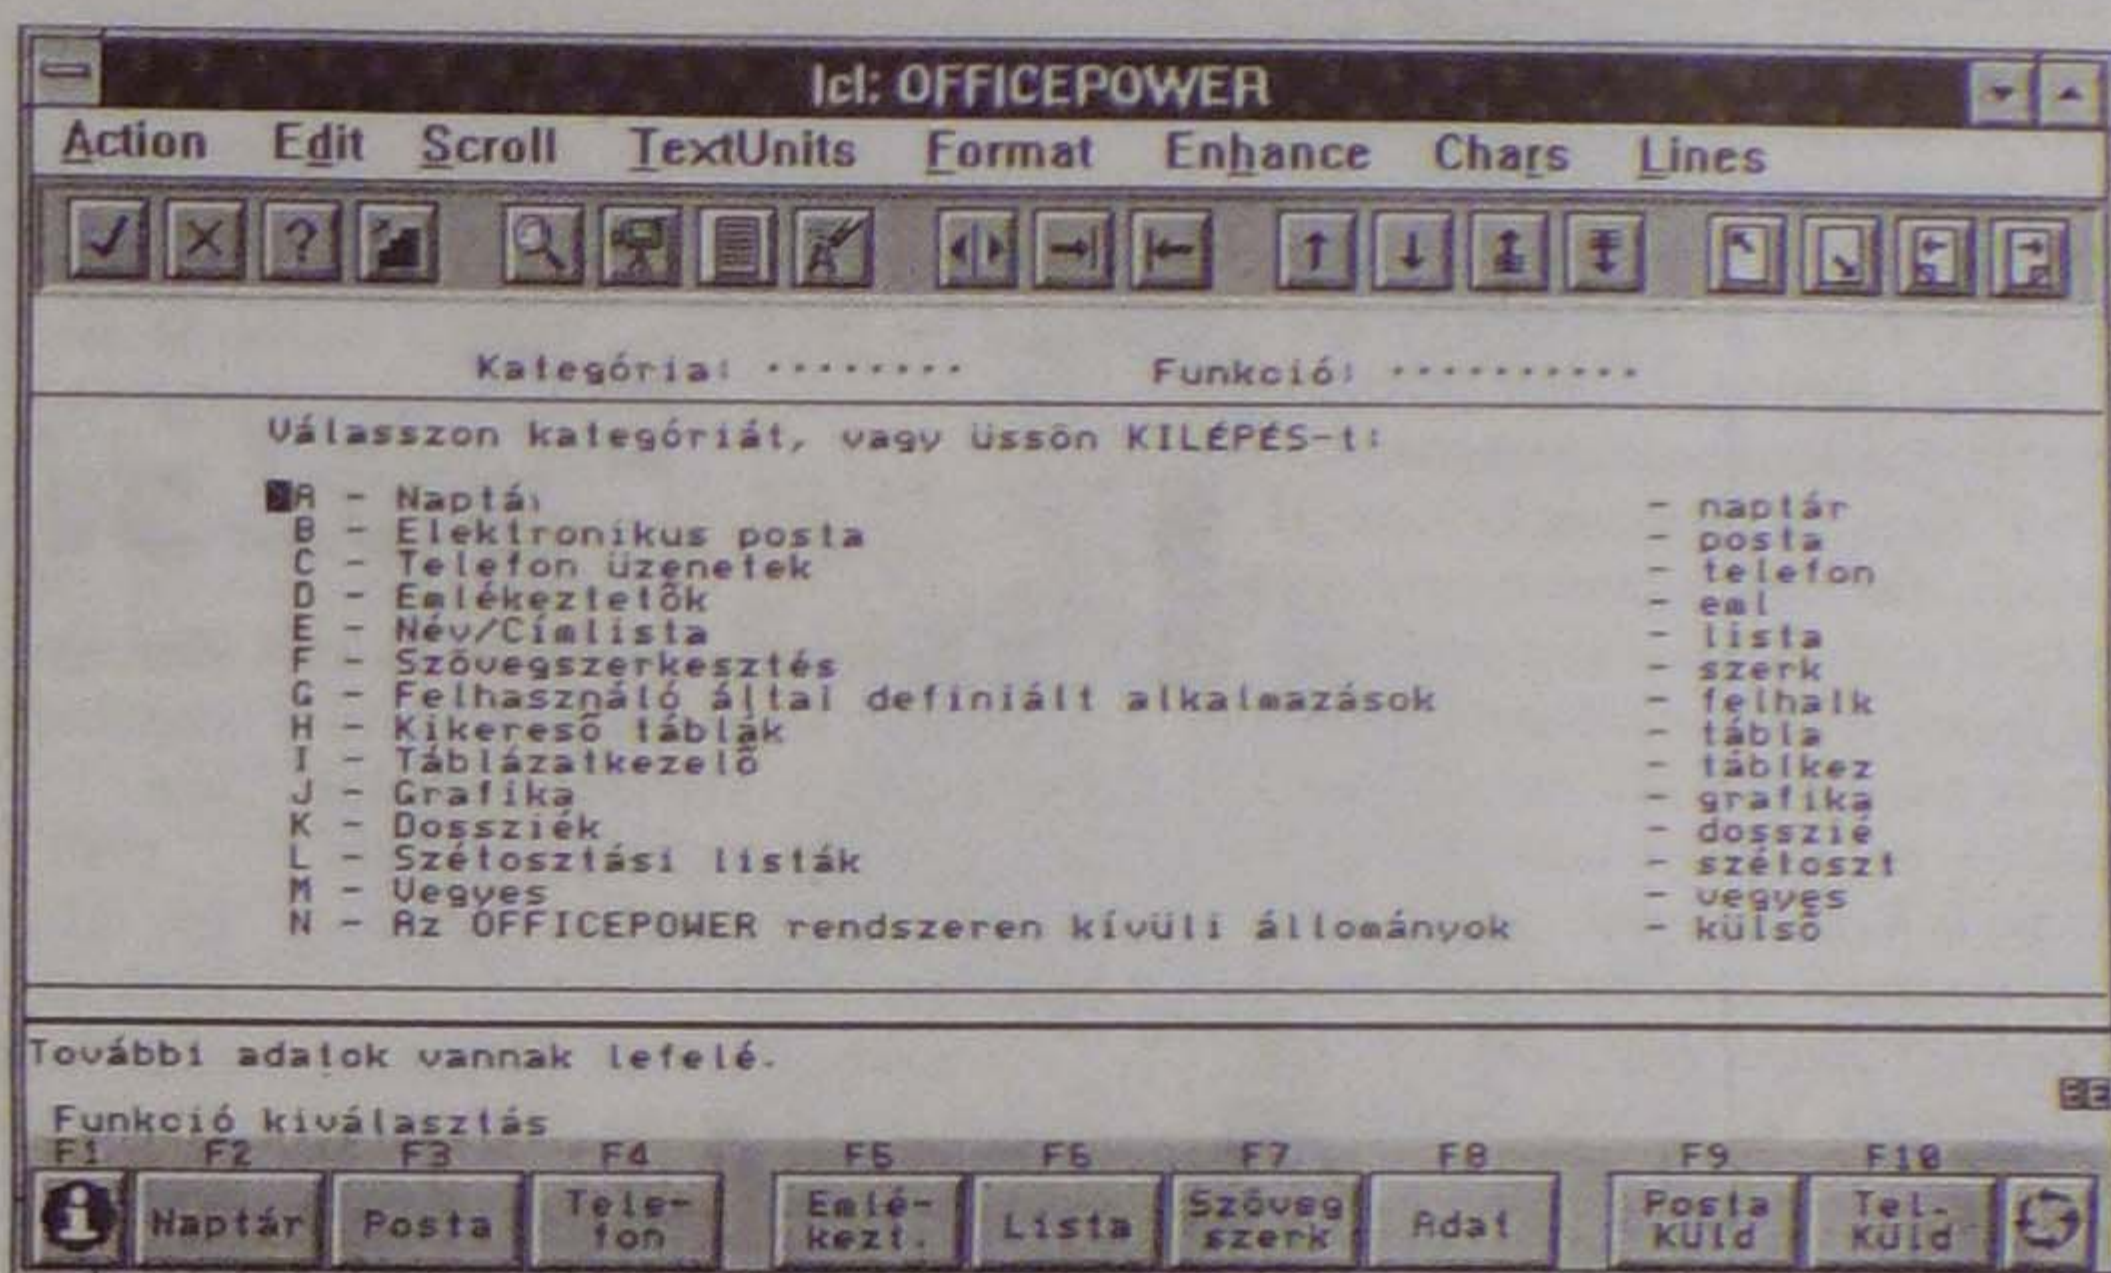 Icl: OFFICEPOWER
Action Edit Scroll TextUnits Format Enhance Chars Lines
Kategória: ········ Funkció: ··········
Válasszon kategóriát, vagy üssön KILÉPÉS-t:
A - Naptár - naptár
B - Elektronikus posta - posta
C - Telefon üzenetek - telefon
D - Emlékeztetõk - eml
E - Név/Címlista - lista
F - Szövegszerkesztés - szerk
G - Felhasználó által definiált alkalmazások - felhalk
H - Kikeresõ táblák - tábla
I - Táblázatkezelõ - táblkez
J - Grafika - grafika
K - Dossziék - dosszié
L - Szétosztási listák - szétoszt
M - Vegyes - vegyes
N - Az OFFICEPOWER rendszeren kívüli állományok - külsõ
További adatok vannak lefelé.
Funkció kiválasztás
F1 F2 F3 F4 F5 F6 F7 F8 F9 F10
Naptár Posta Tele- Emlé- Lista Szöveg Adat Posta Tel.
fon kezt. szerk Küld Küld